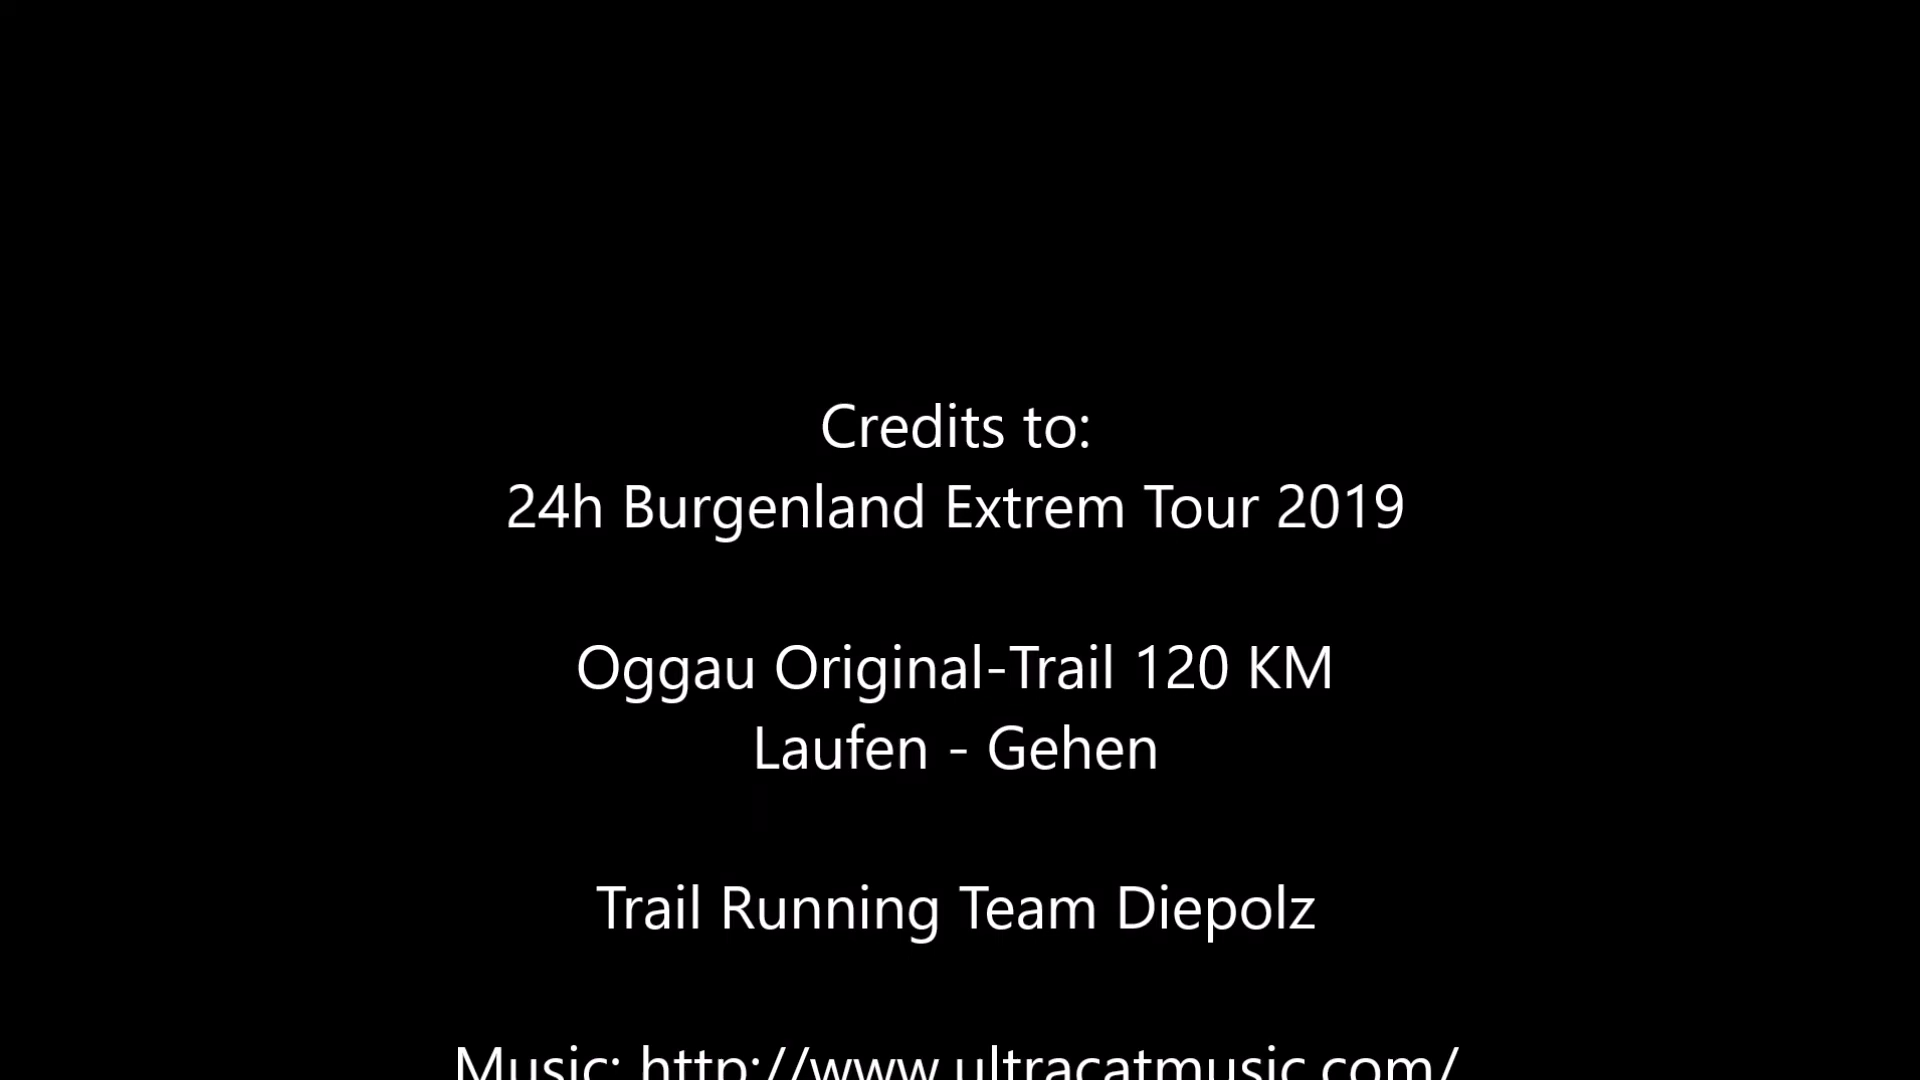 Credits to:
24h Burgenland Extrem Tour 2019
Oggau Original-Trail 120 KM
Laufen - Gehen
Trail Running Team Diepolz
Music: http://www.ultracatmusic.com/